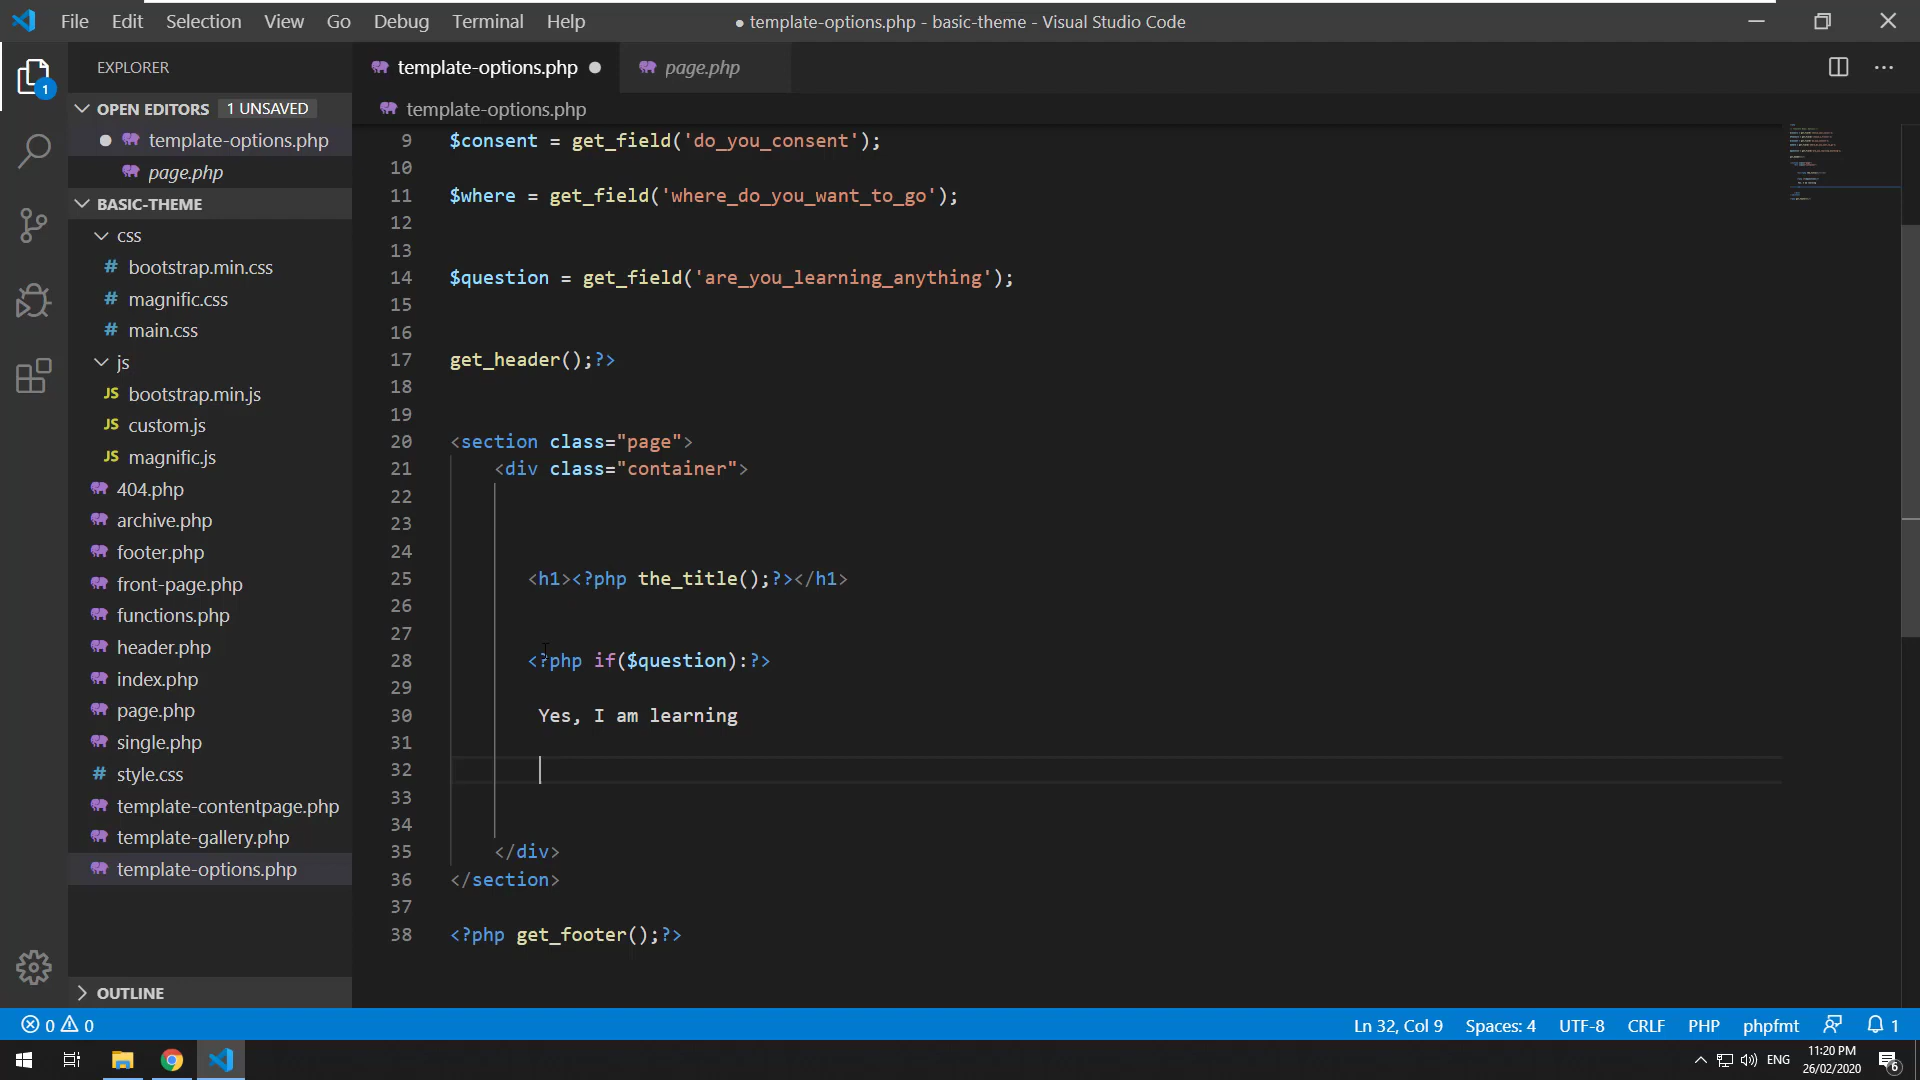 File Edit Selection View Go Debug Terminal Help
● template-options.php - basic-theme - Visual Studio Code
EXPLORER
1
OPEN EDITORS 1 UNSAVED
template-options.php
page.php
BASIC-THEME
css
# bootstrap.min.css
# magnific.css
# main.css
js
JS bootstrap.min.js
JS custom.js
JS magnific.js
404.php
archive.php
footer.php
front-page.php
functions.php
header.php
index.php
page.php
single.php
# style.css
template-contentpage.php
template-gallery.php
template-options.php
OUTLINE
template-options.php ● page.php
template-options.php
9 $consent = get_field('do_you_consent');
10
11 $where = get_field('where_do_you_want_to_go');
12
13
14 $question = get_field('are_you_learning_anything');
15
16
17 get_header();?>
18
19
20 <section class="page">
21 <div class="container">
22
23
24
25 <h1><?php the_title();?></h1>
26
27
28 <?php if($question):?>
29
30 Yes, I am learning
31
32
33
34
35 </div>
36 </section>
37
38 <?php get_footer();?>
0 0
Ln 32, Col 9 Spaces: 4 UTF-8 CRLF PHP phpfmt 1
ENG
11:20 PM
26/02/2020
6